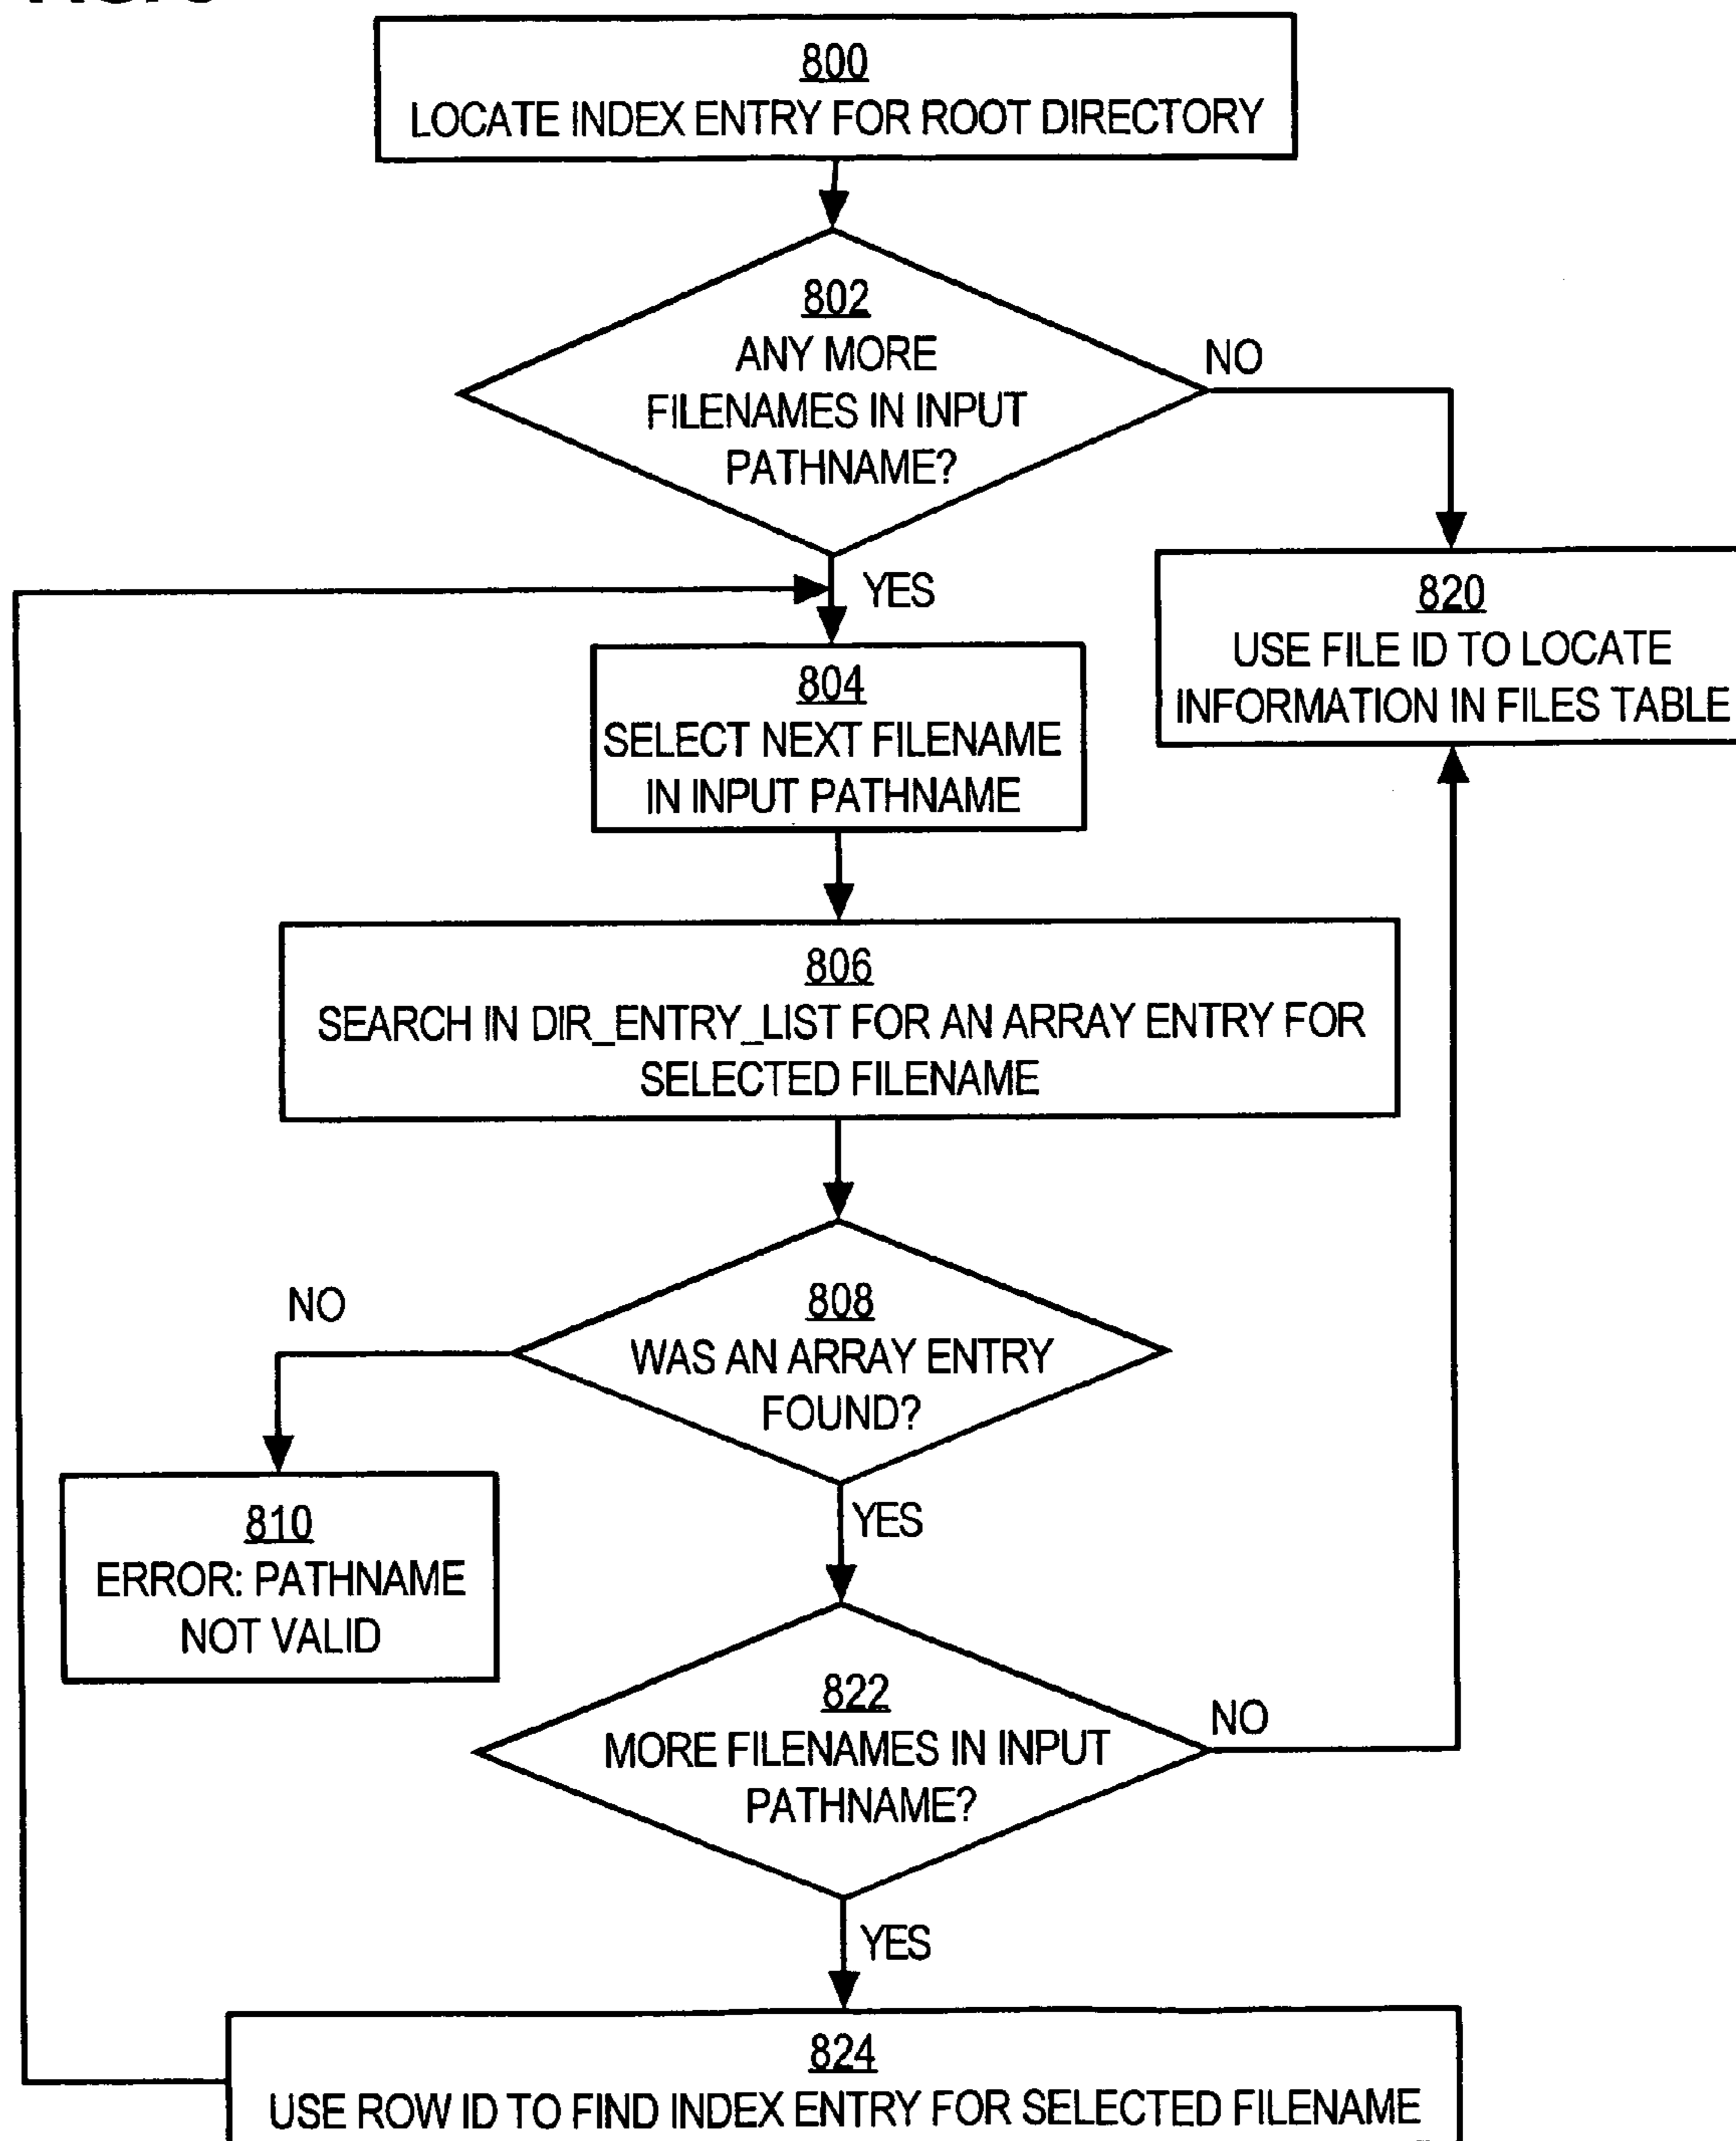 800
LOCATE INDEX ENTRY FOR ROOT DIRECTORY
802
ANY MORE
FILENAMES IN INPUT
PATHNAME?
NO
YES
820
USE FILE ID TO LOCATE
INFORMATION IN FILES TABLE
804
SELECT NEXT FILENAME
IN INPUT PATHNAME
806
SEARCH IN DIR_ENTRY_LIST FOR AN ARRAY ENTRY FOR
SELECTED FILENAME
808
WAS AN ARRAY ENTRY
FOUND?
NO
YES
810
ERROR: PATHNAME
NOT VALID
822
MORE FILENAMES IN INPUT
PATHNAME?
NO
YES
824
USE ROW ID TO FIND INDEX ENTRY FOR SELECTED FILENAME